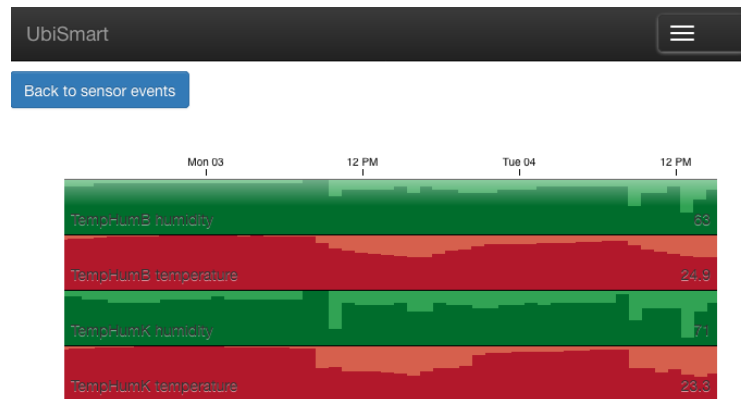 UbiSmart
Back to sensor events
Mon 03 12 PM Tue 04 12 PM
TempHumB humidity 63
TempHumB temperature 24.9
TempHumK humidity 71
TempHumK temperature 23.3